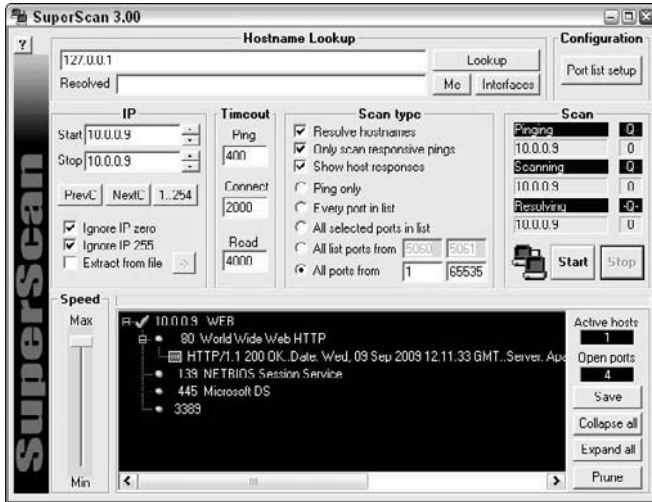 SuperScan 3.00
?
Hostname Lookup
127.0.0.1
Lookup
Resolved
Me
Interfaces
Configuration
Port list setup
IP
Start 10.0.0.9
Stop 10.0.0.9
PrevC NextC 1..254
Ignore IP zero
Ignore IP 255
Extract from file
->
Timeout
Ping
400
Connect
2000
Read
4000
Scan type
Resolve hostnames
Only scan responsive pings
Show host responses
Ping only
Every port in list
All selected ports in list
All list ports from 5060 5061
All ports from 1 65535
Scan
Pinging -Q-
10.0.0.9 0
Scanning -Q-
10.0.0.9 0
Resolving -Q-
10.0.0.9 0
Start Stop
SuperScan
Speed
Max
Min
10.0.0.9 WEB
80 World Wide Web HTTP
HTTP/1.1 200 OK..Date: Wed, 09 Sep 2009 12:11:33 GMT..Server: Apa
139 NETBIOS Session Service
445 Microsoft DS
3389
Active hosts
1
Open ports
4
Save
Collapse all
Expand all
Prune